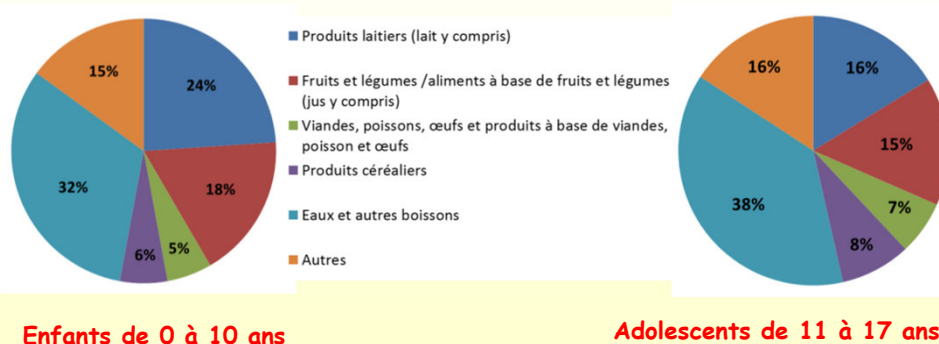 15%
24%
32%
18%
6%
5%
Produits laitiers (lait y compris)
Fruits et légumes /aliments à base de fruits et légumes
(jus y compris)
Viandes, poissons, œufs et produits à base de viandes,
poisson et œufs
Produits céréaliers
Eaux et autres boissons
Autres
16%
16%
15%
38%
7%
8%
Enfants de 0 à 10 ans
Adolescents de 11 à 17 ans